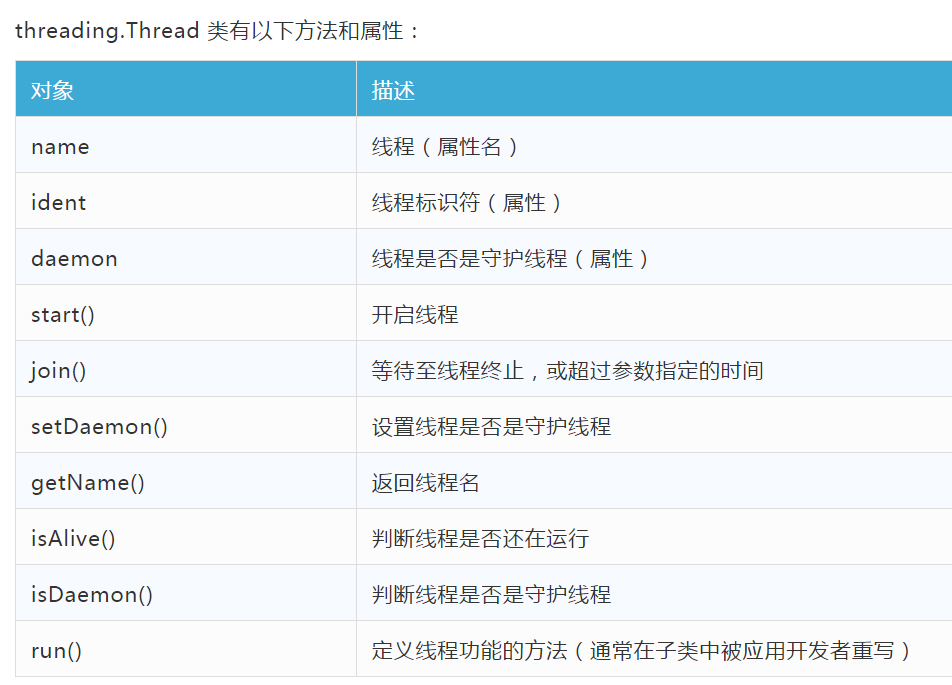 threading.Thread 类有以下方法和属性：
对象 描述
name 线程（属性名）
ident 线程标识符（属性）
daemon 线程是否是守护线程（属性）
start() 开启线程
join() 等待至线程终止，或超过参数指定的时间
setDaemon() 设置线程是否是守护线程
getName() 返回线程名
isAlive() 判断线程是否还在运行
isDaemon() 判断线程是否是守护线程
run() 定义线程功能的方法（通常在子类中被应用开发者重写）